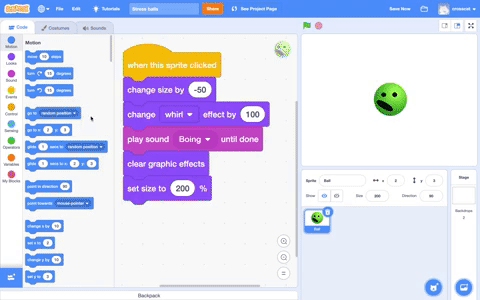 SCRATCH
File
Edit
Tutorials
Stress balls
Share
See Project Page
Save Now
Code
Costumes
Sounds
Motion
Looks
Sound
Events
Control
Sensing
Operators
Variables
My Blocks
Motion
move 10 steps
turn 15 degrees
turn 15 degrees
go to random position
go to x: 2 y:
glide 1 secs to random position
glide 1 secs to x: 2 y: 3
point in direction 90
point towards mouse-pointer
change x by 10
set x to 2
change y by 10
set y to 3
when this sprite clicked
change size by -50
change whirl effect by 100
play sound Boing until done
clear graphic effects
set size to 200 %
Backpack
Sprite Ball x 2 y 3
Show Size 200 Direction 90
Ball
Stage
Backdrops